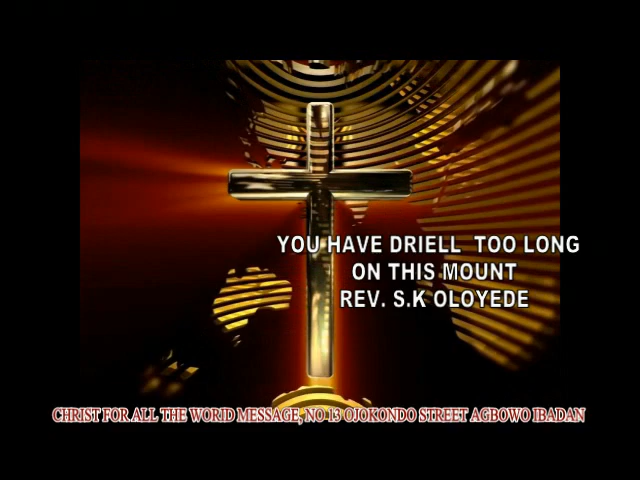 YOU HAVE DRIELL TOO LONG
ON THIS MOUNT
REV. S.K OLOYEDE
CHRIST FOR ALL THE WORID MESSAGE, NO 13 OJOKONDO STREET AGBOWO IBADAN